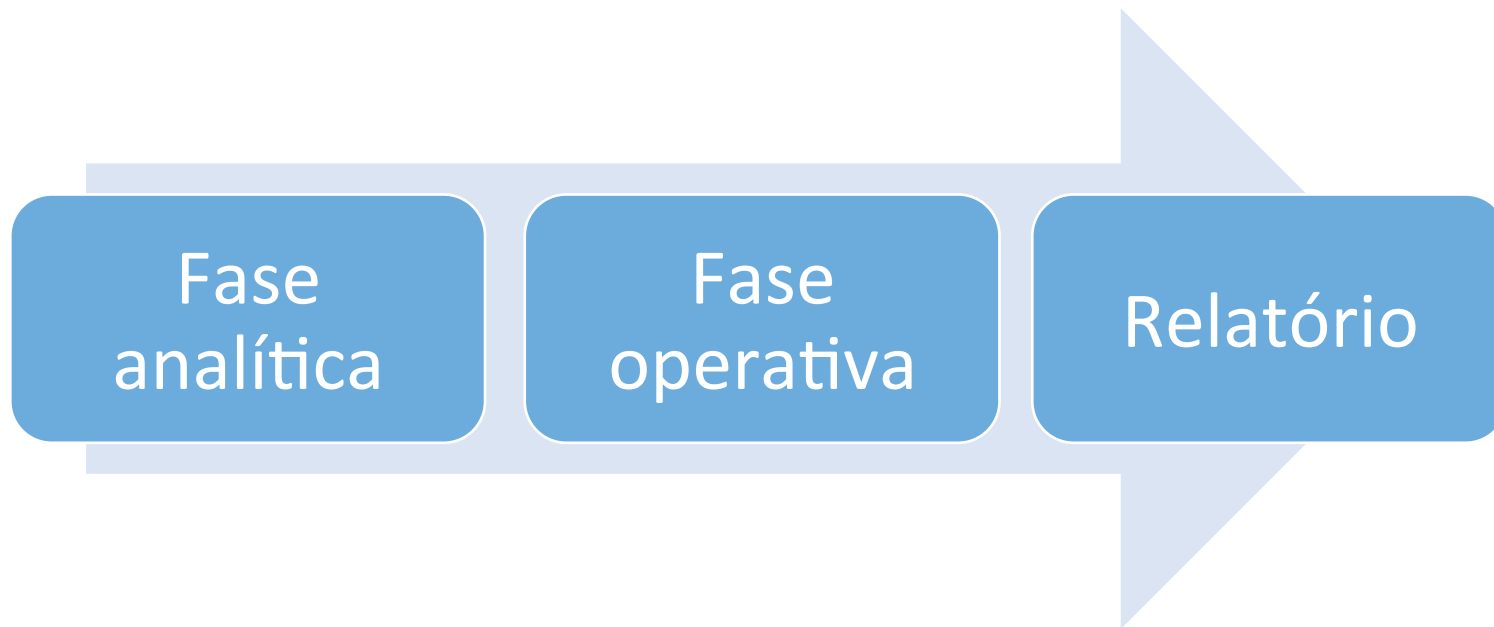 Fase
analítica
Fase
operativa
Relatório